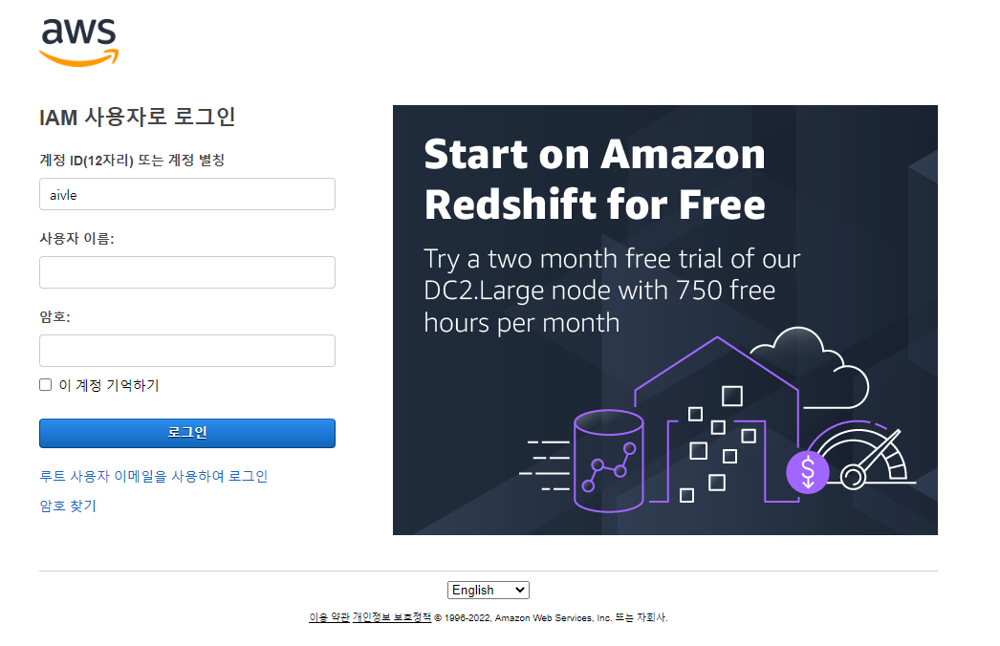 aws
IAM 사용자로 로그인
계정 ID(12자리) 또는 계정 별칭
aivle
사용자 이름:
암호:
이 계정 기억하기
로그인
루트 사용자 이메일을 사용하여 로그인
암호 찾기
Start on Amazon
Redshift for Free
Try a two month free trial of our
DC2.Large node with 750 free
hours per month
$
English
이용 약관 개인정보 보호정책 © 1996-2022, Amazon Web Services, Inc. 또는 자회사.